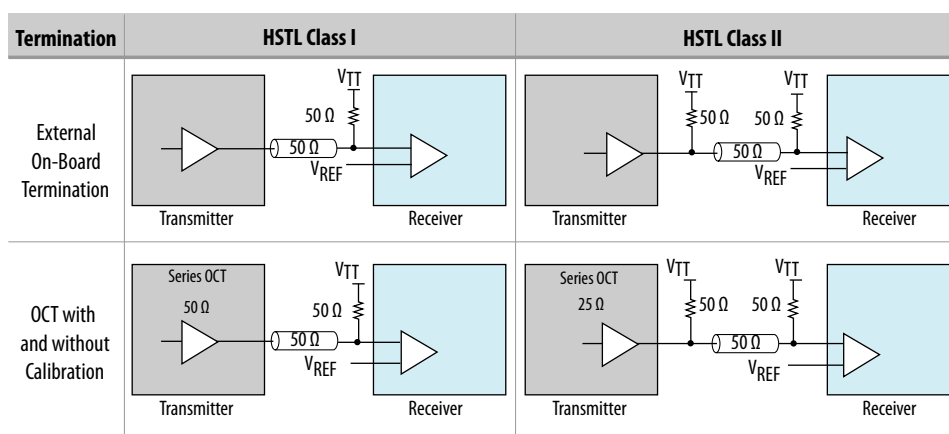 Termination
HSTL Class I
HSTL Class II
External
On-Board
Termination
VTT
50 Ω
50 Ω
VREF
Transmitter
Receiver
VTT
VTT
50 Ω
50 Ω
50 Ω
VREF
Transmitter
Receiver
OCT with
and without
Calibration
Series OCT
50 Ω
VTT
50 Ω
50 Ω
VREF
Transmitter
Receiver
Series OCT
25 Ω
VTT
VTT
50 Ω
50 Ω
50 Ω
VREF
Transmitter
Receiver